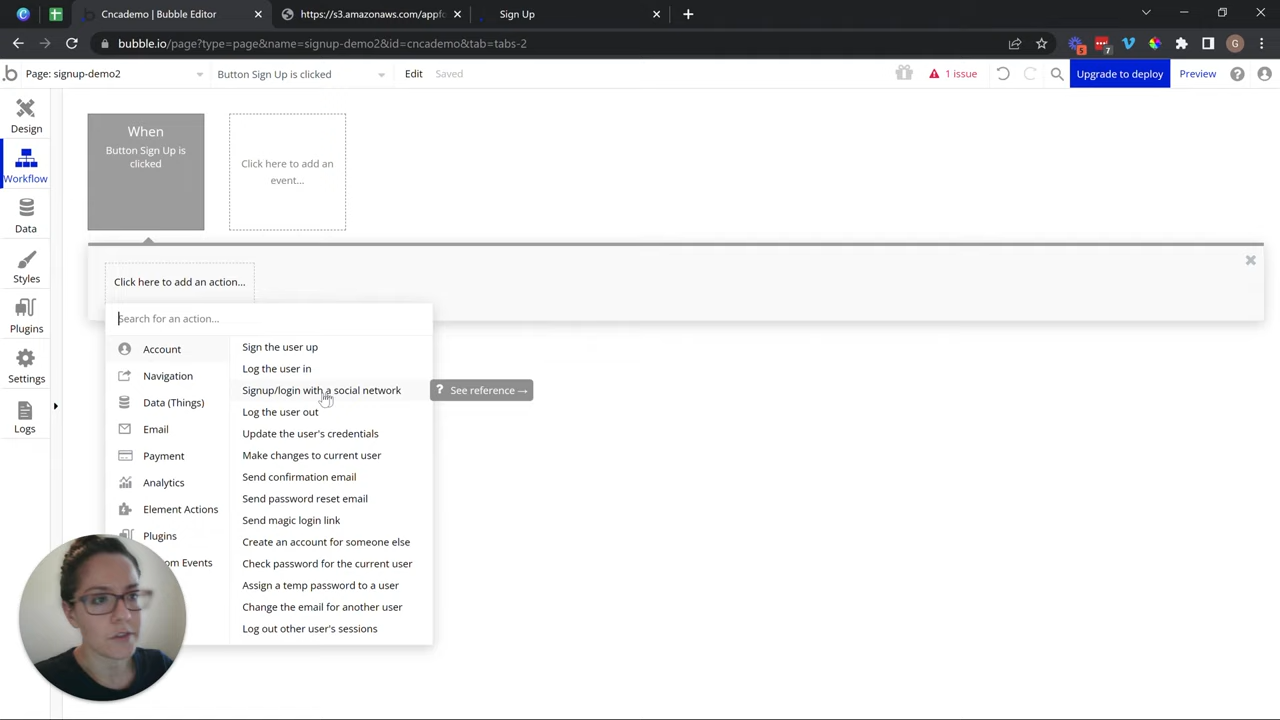 Cncademo | Bubble Editor
https://s3.amazonaws.com/appfo
Sign Up
bubble.io/page?type=page&name=signup-demo2&id=cncademo&tab=tabs-2
5
7
G
Page: signup-demo2
Button Sign Up is clicked
Edit
Saved
1 issue
Upgrade to deploy
Preview
Design
Workflow
Data
Styles
Plugins
Settings
Logs
When
Button Sign Up is
clicked
Click here to add an
event...
Click here to add an action...
Search for an action...
Account
Navigation
Data (Things)
Email
Payment
Analytics
Element Actions
Plugins
om Events
Sign the user up
Log the user in
Signup/login with a social network
Log the user out
Update the user's credentials
Make changes to current user
Send confirmation email
Send password reset email
Send magic login link
Create an account for someone else
Check password for the current user
Assign a temp password to a user
Change the email for another user
Log out other user's sessions
? See reference →